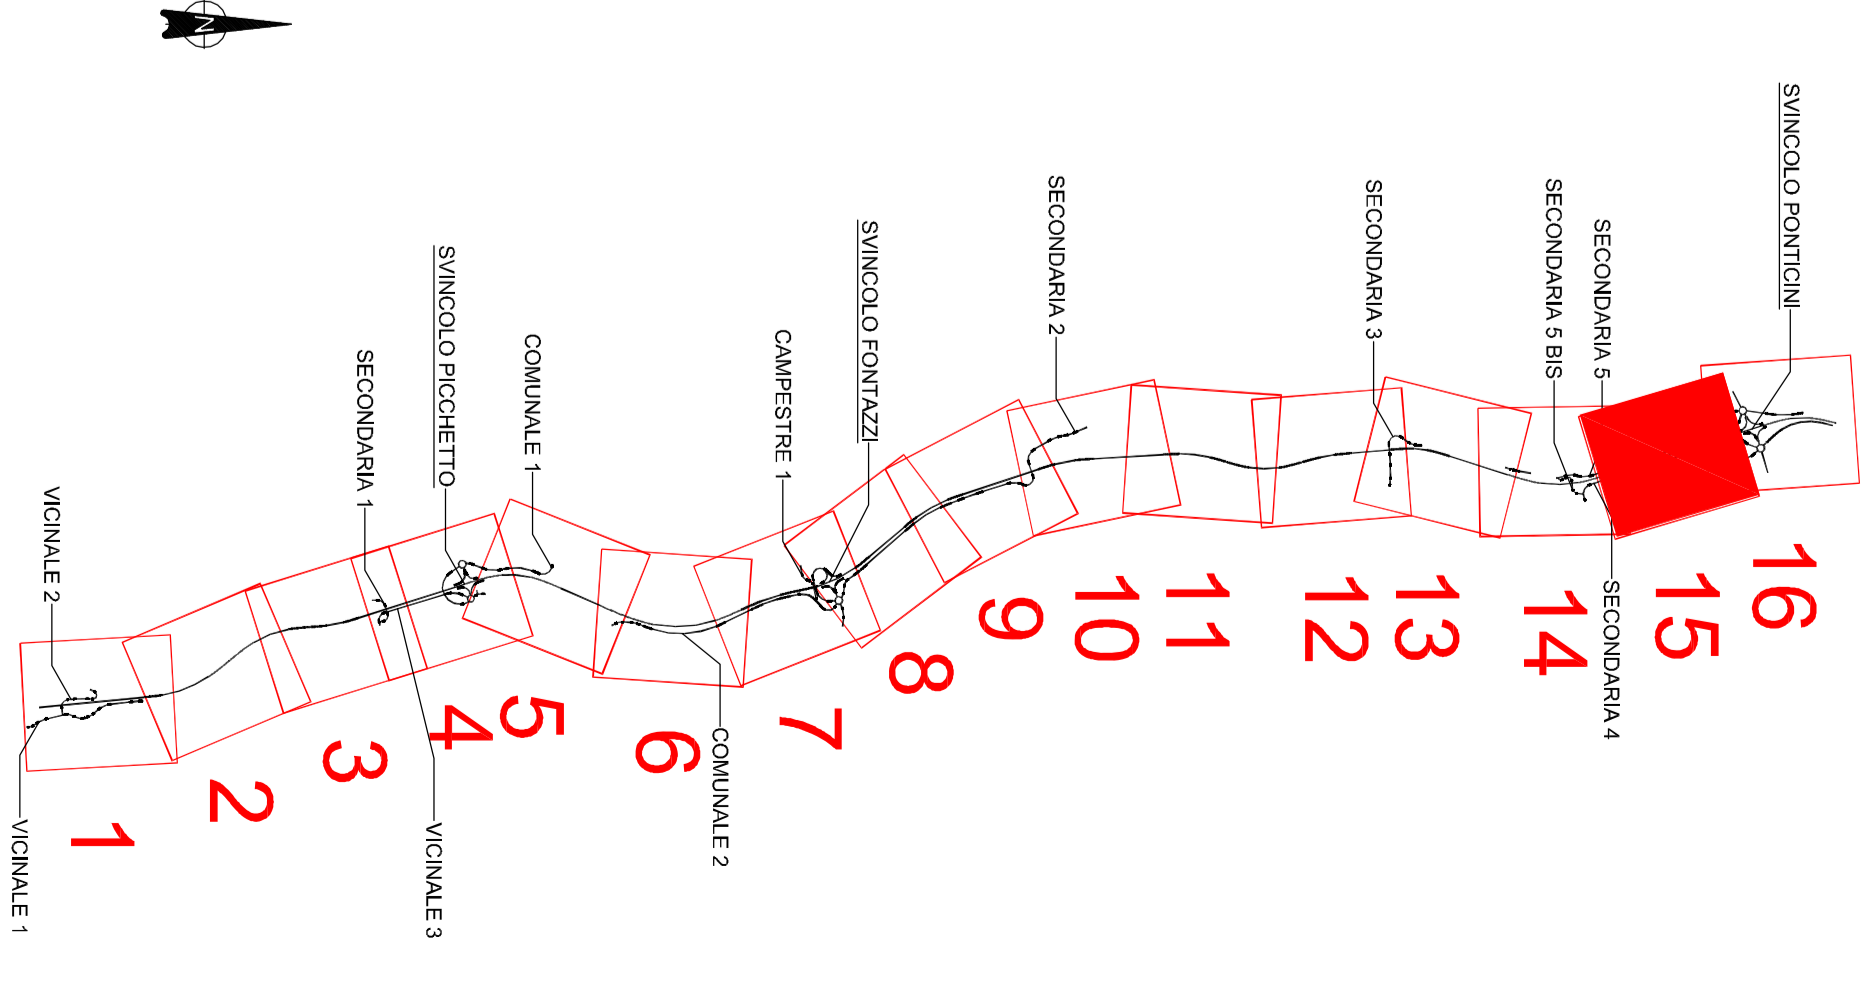 N
SVINCOLO PONTICINI
SECONDARIA 5
SECONDARIA 5 BIS
SECONDARIA 3
SECONDARIA 2
SVINCOLO FONTAZZI
CAMPESTRE 1
COMUNALE 1
SVINCOLO PICCHETTO
SECONDARIA 1
VICINALE 2
16
15
14
13
12
11
10
9
8
7
6
5
4
3
2
1
SECONDARIA 4
COMUNALE 2
VICINALE 3
VICINALE 1